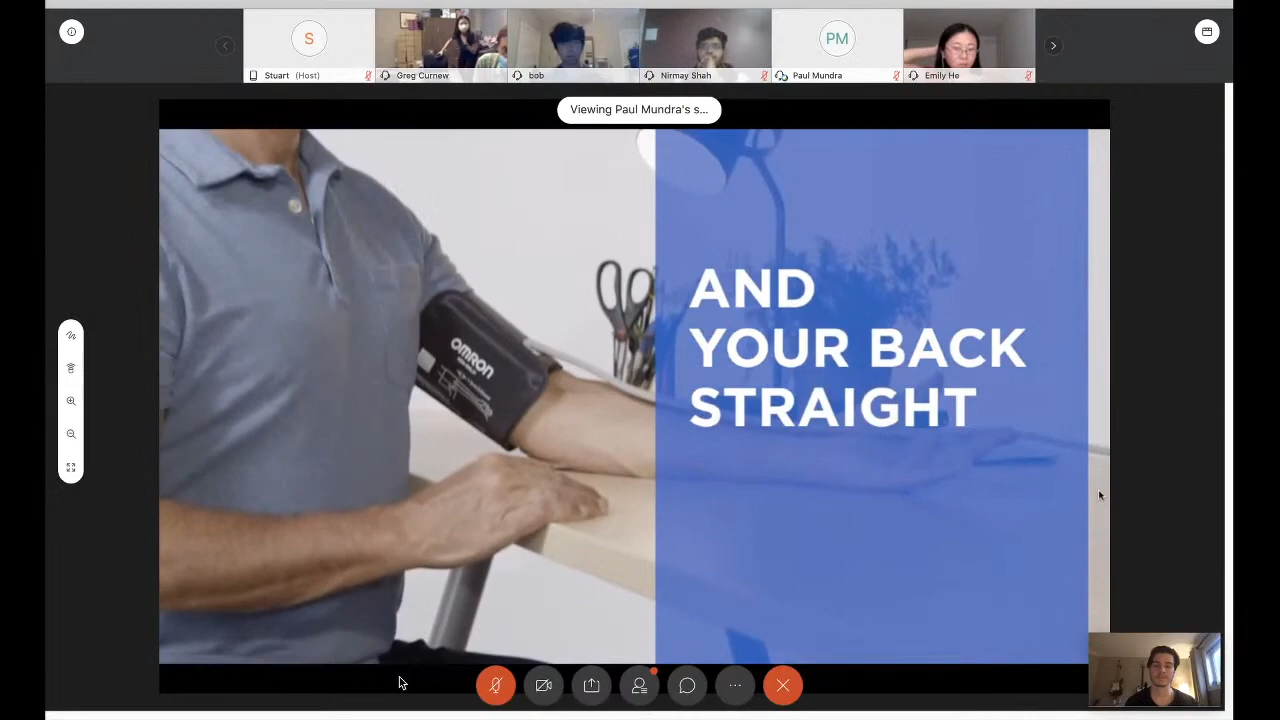 S
Stuart (Host)
Greg Curnew
bob
Nirmay Shah
PM
Paul Mundra
Emily He
Viewing Paul Mundra's s...
OMRON
AND
YOUR BACK
STRAIGHT